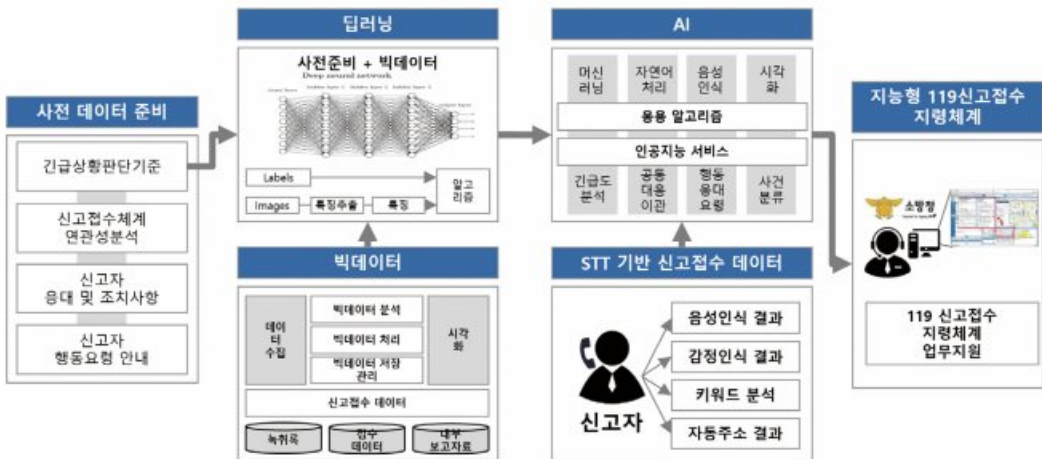 사전 데이터 준비
긴급상황판단기준
신고접수체계
연관성분석
신고자
응대 및 조치사항
신고자
행동요령 안내
딥러닝
사전준비 + 빅데이터
Deep neural network
Labels
Images
특징추출
특징
알고
리즘
빅데이터
데이
터
수집
빅데이터 분석
빅데이터 처리
빅데이터 저장
관리
시각
화
신고접수 데이터
녹취록
접수
데이터
내부
보고자료
AI
머신
러닝
자연어
처리
음성
인식
시각
화
응용 알고리즘
인공지능 서비스
긴급도
분석
공동
대응
이관
행동
응대
요령
사건
분류
STT 기반 신고접수 데이터
신고자
음성인식 결과
감정인식 결과
키워드 분석
자동주소 결과
지능형 119신고접수
지령체계
소방청
119 신고접수
지령체계
업무지원